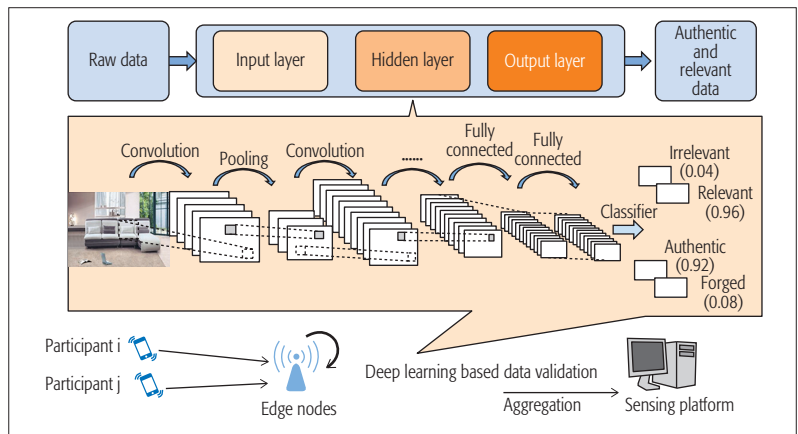 Raw data
Input layer
Hidden layer
Output layer
Authentic
and
relevant
data
Convolution
Pooling
Convolution
......
Fully
connected
Fully
connected
Classifier
Irrelevant
(0.04)
Relevant
(0.96)
Authentic
(0.92)
Forged
(0.08)
Participant i
Participant j
Edge nodes
Deep learning based data validation
Aggregation
Sensing platform